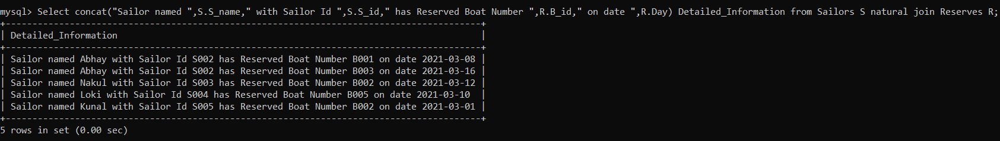 mysql> Select concat("Sailor named ",S.S_name," with Sailor Id ",S.S_id," has Reserved Boat Number ",R.B_id," on date ",R.Day) Detailed_Information from Sailors S natural join Reserves R;
+-----------------------------------------------------------------------------------------+
| Detailed_Information                                                                    |
+-----------------------------------------------------------------------------------------+
| Sailor named Abhay with Sailor Id S002 has Reserved Boat Number B001 on date 2021-03-08 |
| Sailor named Abhay with Sailor Id S002 has Reserved Boat Number B003 on date 2021-03-16 |
| Sailor named Nakul with Sailor Id S003 has Reserved Boat Number B002 on date 2021-03-12 |
| Sailor named Loki with Sailor Id S004 has Reserved Boat Number B005 on date 2021-03-10  |
| Sailor named Kunal with Sailor Id S005 has Reserved Boat Number B002 on date 2021-03-01 |
+-----------------------------------------------------------------------------------------+
5 rows in set (0.00 sec)